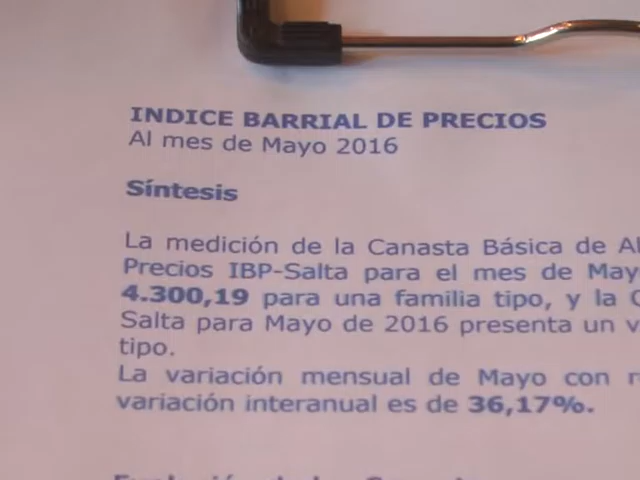 INDICE BARRIAL DE PRECIOS
Al mes de Mayo 2016
Síntesis
La medición de la Canasta Básica de Al
Precios IBP-Salta para el mes de May
4.300,19 para una familia tipo, y la C
Salta para Mayo de 2016 presenta un v
tipo.
La variación mensual de Mayo con r
variación interanual es de 36,17%.